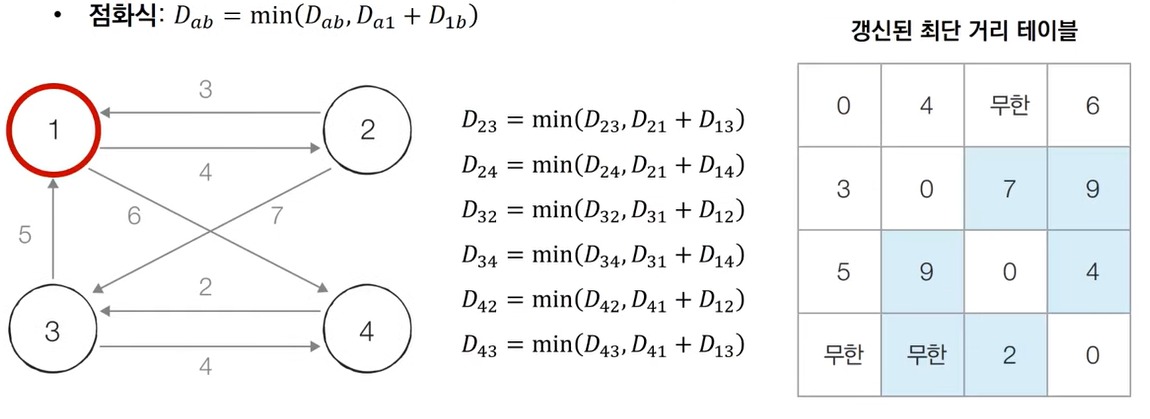 • 점화식: D_ab = min(D_ab, D_a1 + D_1b)
갱신된 최단 거리 테이블
1
2
3
4
3
4
6
7
5
2
4
D_23 = min(D_23, D_21 + D_13)
D_24 = min(D_24, D_21 + D_14)
D_32 = min(D_32, D_31 + D_12)
D_34 = min(D_34, D_31 + D_14)
D_42 = min(D_42, D_41 + D_12)
D_43 = min(D_43, D_41 + D_13)
0 4 무한 6
3 0 7 9
5 9 0 4
무한 무한 2 0